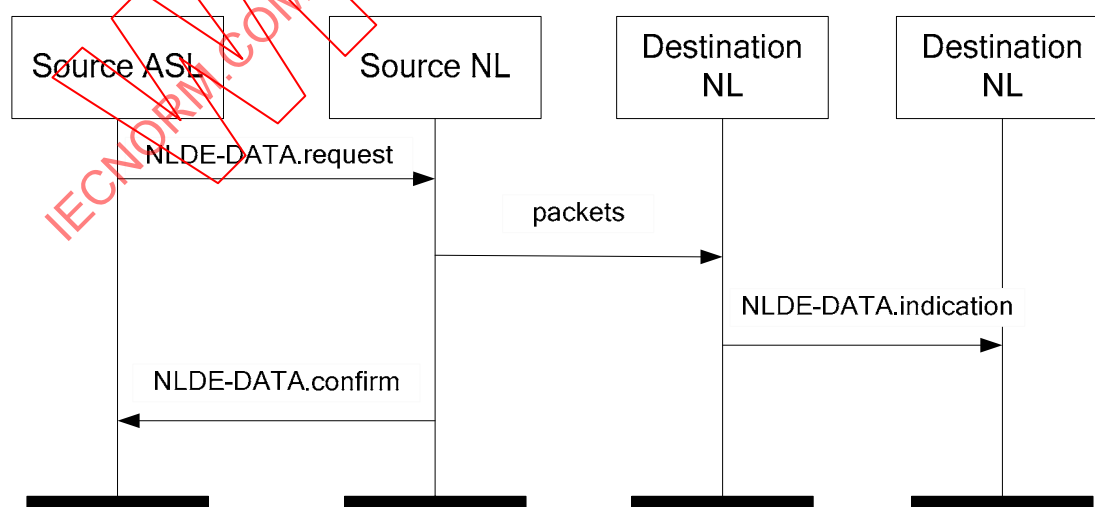 Source ASL
Source NL
Destination
NL
Destination
NL
NLDE-DATA.request
packets
NLDE-DATA.indication
NLDE-DATA.confirm
IECNORM.COM